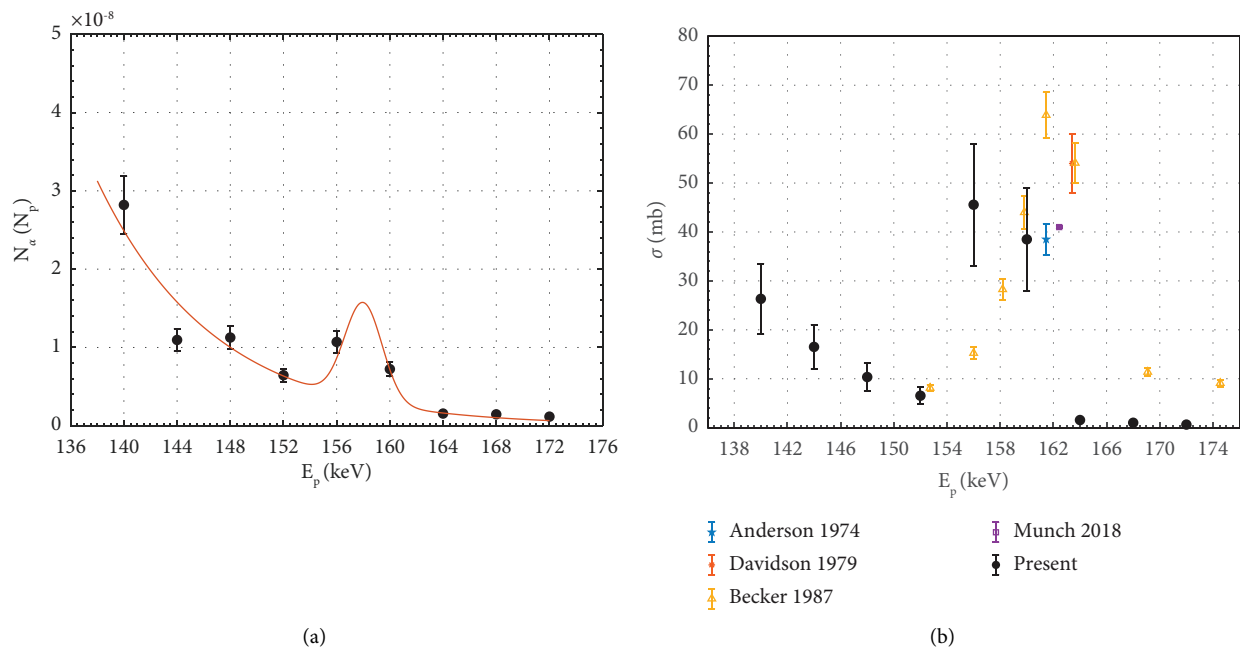 ×10⁻⁸
5
4
3
2
1
0
136 140 144 148 152 156 160 164 168 172 176
N_α (N_p)
E_p (keV)
(a)
80
70
60
50
40
30
20
10
0
138 142 146 150 154 158 162 166 170 174
σ (mb)
E_p (keV)
Anderson 1974
Davidson 1979
Becker 1987
Munch 2018
Present
(b)